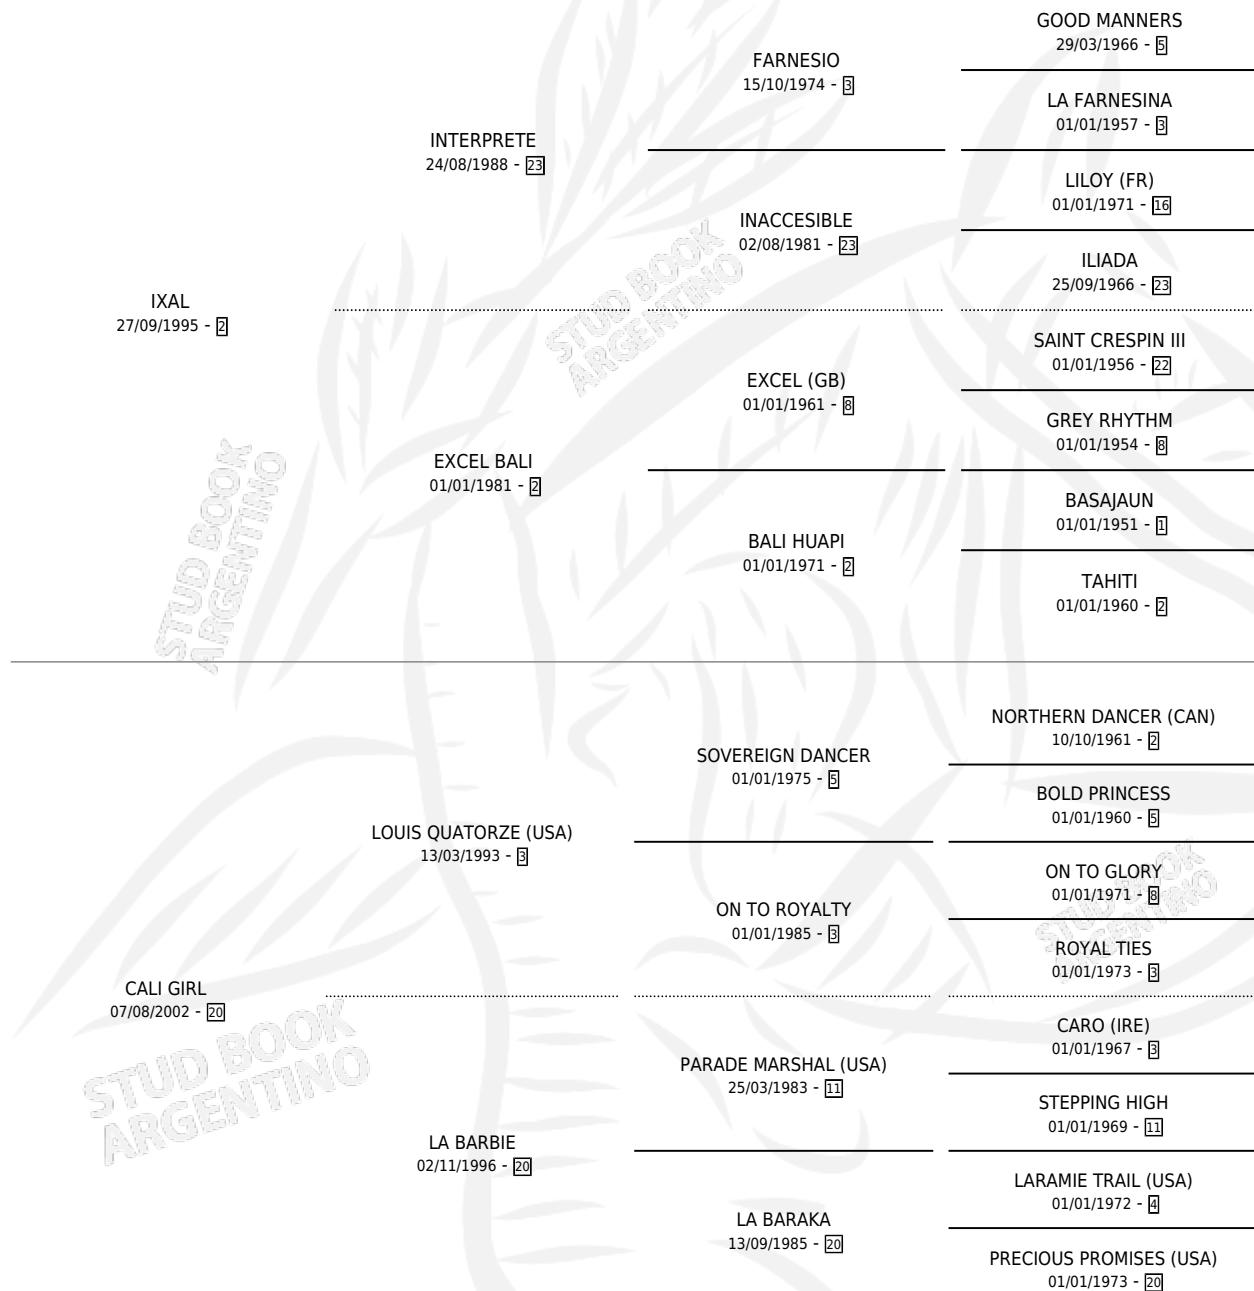 GOOD MANNERS
29/03/1966 - 5
FARNESIO
15/10/1974 - 3
LA FARNESINA
01/01/1957 - 3
INTERPRETE
24/08/1988 - 23
LILOY (FR)
01/01/1971 - 16
INACCESIBLE
02/08/1981 - 23
ILIADA
25/09/1966 - 23
IXAL
27/09/1995 - 2
SAINT CRESPIN III
01/01/1956 - 22
EXCEL (GB)
01/01/1961 - 8
GREY RHYTHM
01/01/1954 - 8
EXCEL BALI
01/01/1981 - 2
BASAJAUN
01/01/1951 - 1
BALI HUAPI
01/01/1971 - 2
TAHITI
01/01/1960 - 2
NORTHERN DANCER (CAN)
10/10/1961 - 2
SOVEREIGN DANCER
01/01/1975 - 5
BOLD PRINCESS
01/01/1960 - 5
LOUIS QUATORZE (USA)
13/03/1993 - 3
ON TO GLORY
01/01/1971 - 8
ON TO ROYALTY
01/01/1985 - 3
ROYAL TIES
01/01/1973 - 3
CALI GIRL
07/08/2002 - 20
CARO (IRE)
01/01/1967 - 3
PARADE MARSHAL (USA)
25/03/1983 - 11
STEPPING HIGH
01/01/1969 - 11
LA BARBIE
02/11/1996 - 20
LARAMIE TRAIL (USA)
01/01/1972 - 4
LA BARAKA
13/09/1985 - 20
PRECIOUS PROMISES (USA)
01/01/1973 - 20
STUD BOOK
ARGENTINO
STUD BOOK
ARGENTINO
STUD BOOK
ARGENTINO
STUD BOOK
ARGENTINO